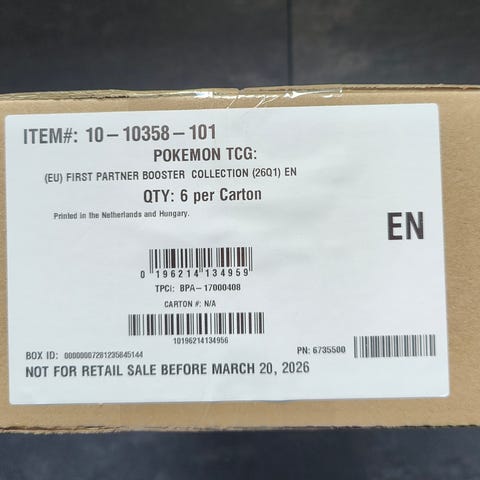 ITEM#: 10-10358-101
POKEMON TCG:
(EU) FIRST PARTNER BOOSTER COLLECTION (26Q1) EN
QTY: 6 per Carton
Printed in the Netherlands and Hungary.
EN
0 196214 134959
TPCi: BPA-17000408
CARTON #: N/A
10196214134956
BOX ID: 00000007281235845144
PN: 6735500
NOT FOR RETAIL SALE BEFORE MARCH 20, 2026